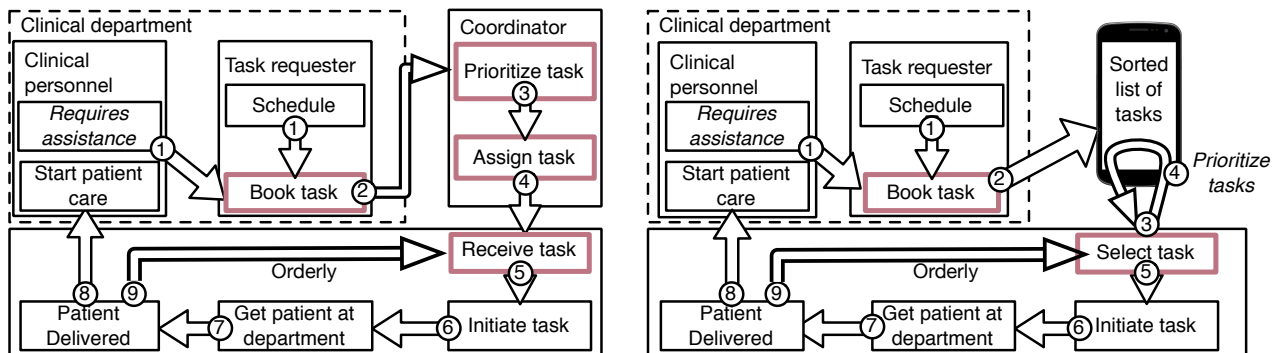 Clinical department
Clinical
personnel
Requires
assistance
Start patient
care
Task requester
Schedule
Book task
Coordinator
Prioritize task
Assign task
1
1
2
3
4
Receive task
Orderly
Initiate task
Get patient at
department
Patient
Delivered
5
6
7
8
9
Clinical department
Clinical
personnel
Requires
assistance
Start patient
care
Task requester
Schedule
Book task
Sorted
list of
tasks
Prioritize
tasks
1
1
2
3
4
Select task
Orderly
Initiate task
Get patient at
department
Patient
Delivered
5
6
7
8
9